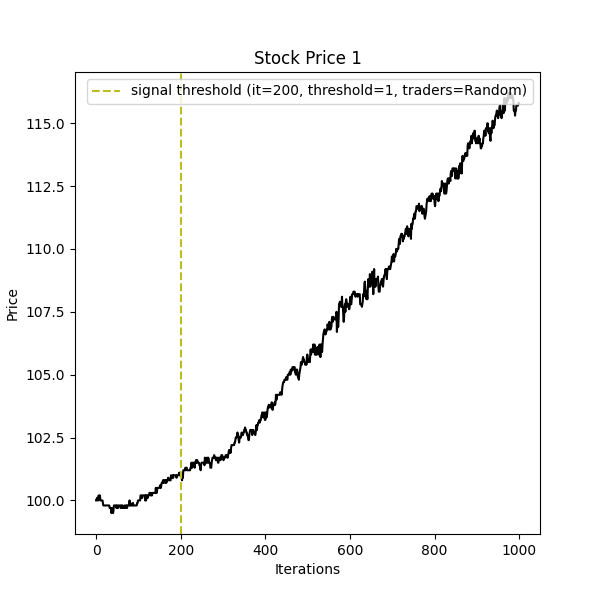 Stock Price 1
signal threshold (it=200, threshold=1, traders=Random)
115.0
112.5
110.0
107.5
105.0
102.5
100.0
Price
0 200 400 600 800 1000
Iterations